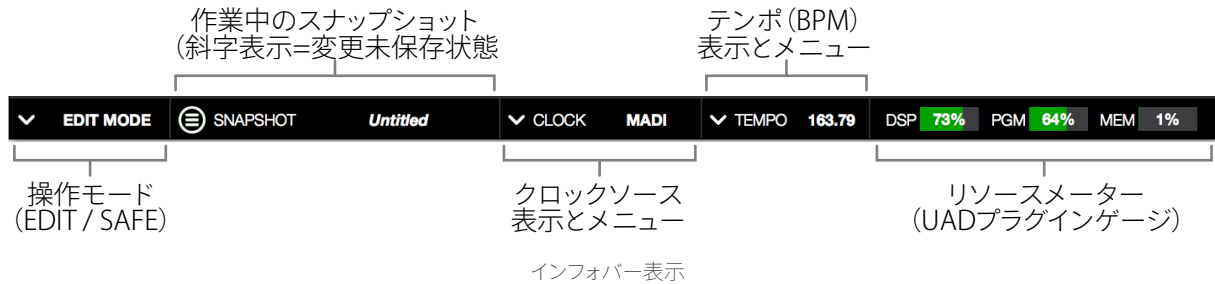 作業中のスナップショット
（斜字表示=変更未保存状態
テンポ（BPM）
表示とメニュー
EDIT MODE SNAPSHOT Untitled CLOCK MADI TEMPO 163.79 DSP 73% PGM 64% MEM 1%
操作モード
（EDIT / SAFE）
クロックソース
表示とメニュー
リソースメーター
（UADプラグインゲージ）
インフォバー表示